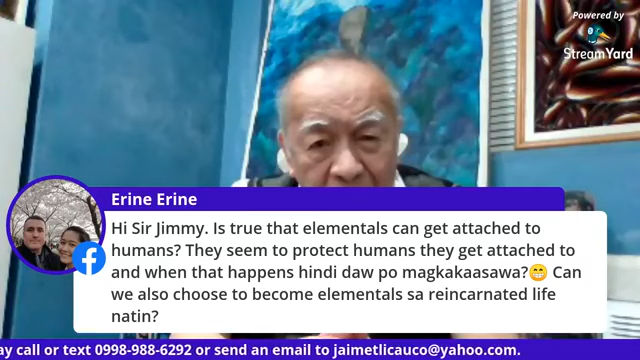 Powered by
StreamYard
Erine Erine
Hi Sir Jimmy. Is true that elementals can get attached to
humans? They seem to protect humans they get attached to
and when that happens hindi daw po magkakaasawa?😁 Can
we also choose to become elementals sa reincarnated life
natin?
ay call or text 0998-988-6292 or send an email to jaimetlicauco@yahoo.com.